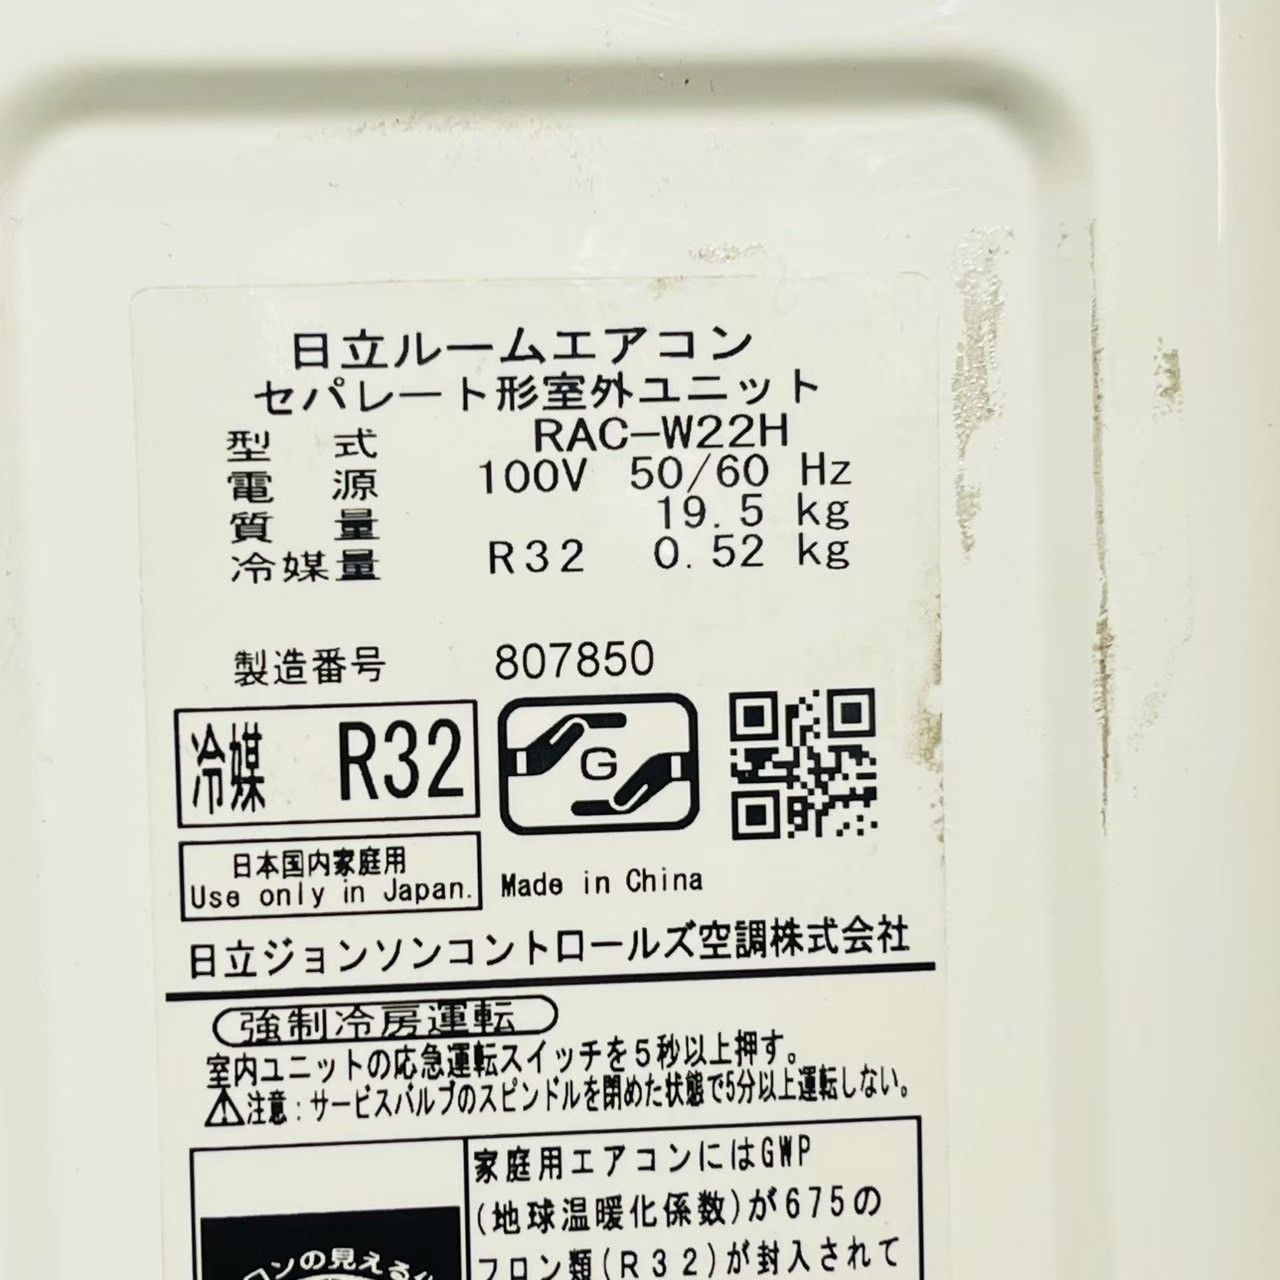 日立ルームエアコン
セパレート形室外ユニット
型式 RAC-W22H
電源 100V 50/60 Hz
質量 19.5 kg
冷媒量 R32 0.52 kg
製造番号 807850
冷媒 R32
G
日本国内家庭用
Use only in Japan.
Made in China
日立ジョンソンコントロールズ空調株式会社
強制冷房運転
室内ユニットの応急運転スイッチを5秒以上押す。
⚠注意:サービスバルブのスピンドルを閉めた状態で5分以上運転しない。
家庭用エアコンにはGWP
(地球温暖化係数)が675の
フロン類(R32)が封入されて
ロンの見える